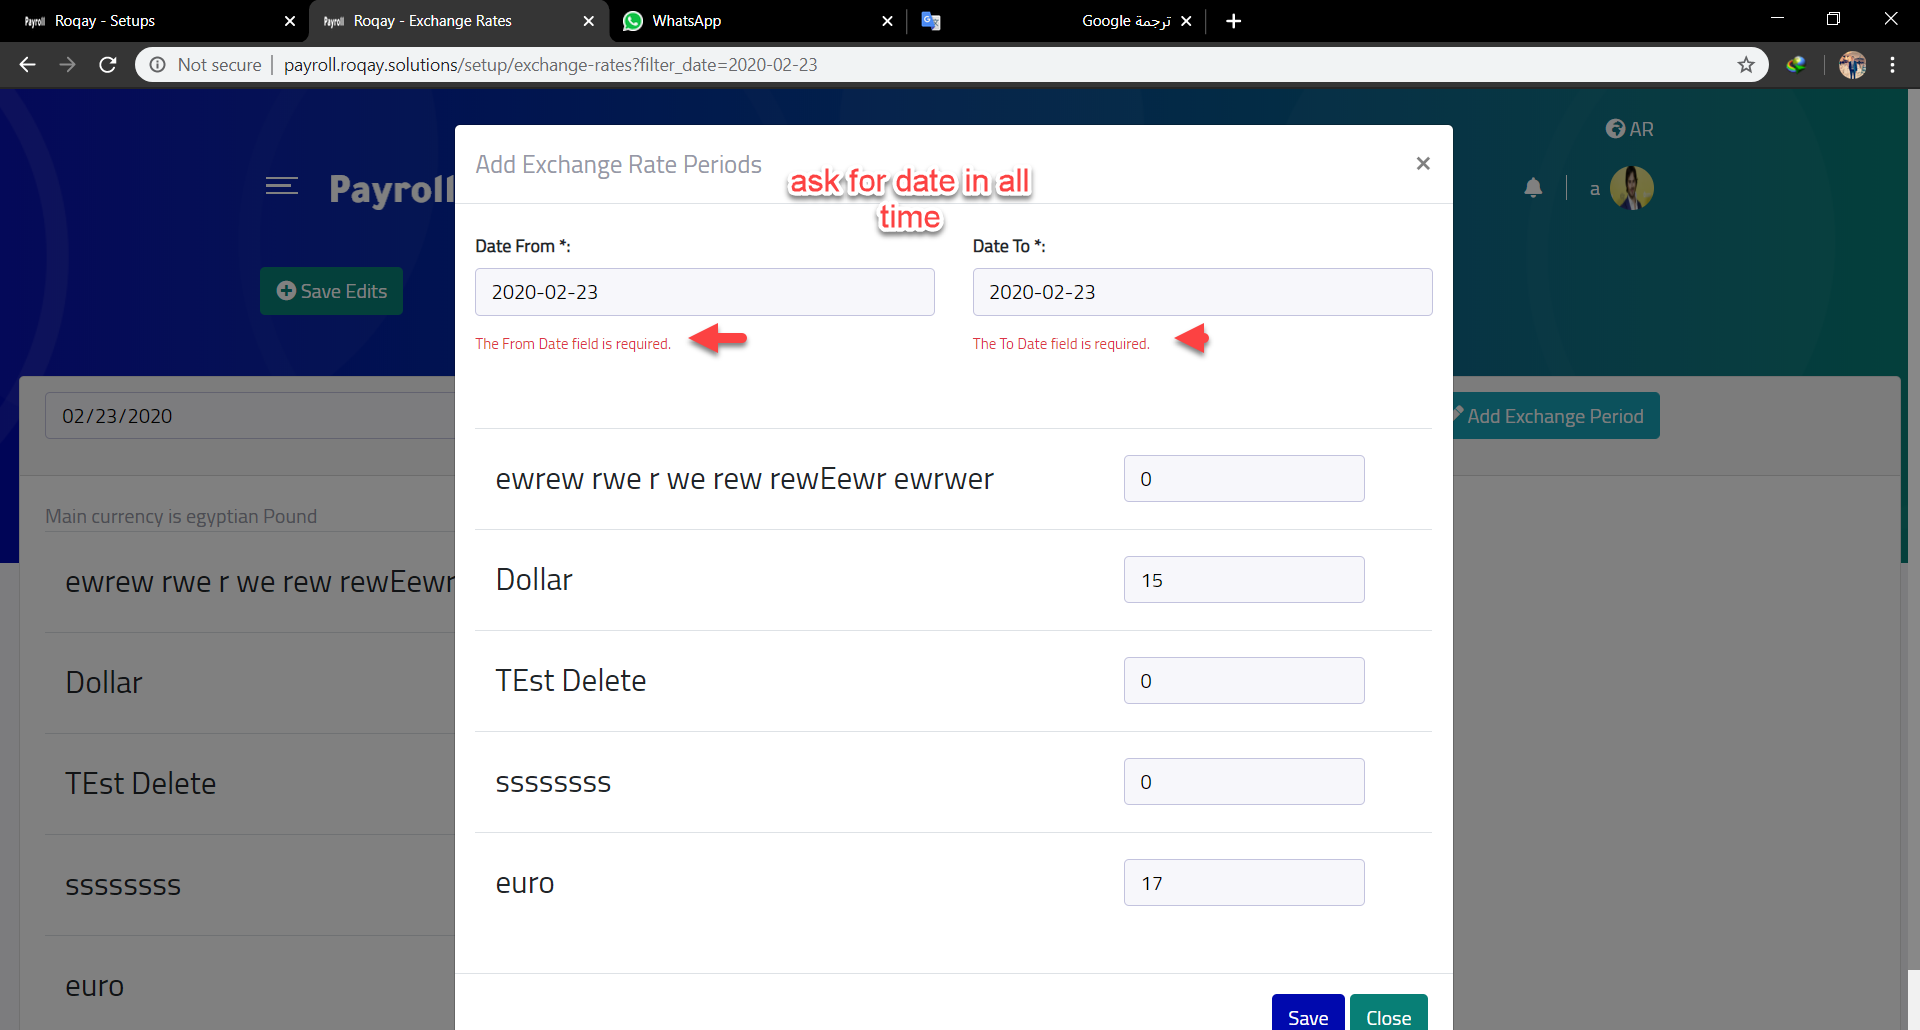 Payroll Roqay - Setups
Payroll Roqay - Exchange Rates
WhatsApp
ترجمة Google
Not secure | payroll.roqay.solutions/setup/exchange-rates?filter_date=2020-02-23
AR
Payroll
a
Save Edits
02/23/2020
Add Exchange Period
Main currency is egyptian Pound
ewrew rwe r we rew rewEewr
Dollar
TEst Delete
ssssssss
euro
Add Exchange Rate Periods
ask for date in all
time
Date From *:
Date To *:
2020-02-23
2020-02-23
The From Date field is required.
The To Date field is required.
ewrew rwe r we rew rewEewr ewrwer
0
Dollar
15
TEst Delete
0
ssssssss
0
euro
17
Save
Close